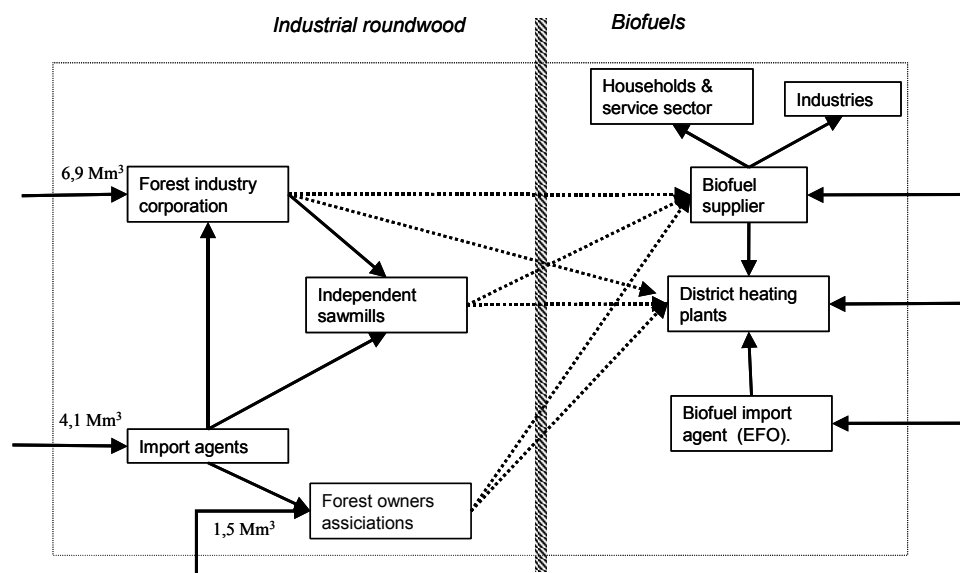 Industrial roundwood
Biofuels
Households &
service sector
Industries
6,9 Mm³
Forest industry
corporation
Biofuel
supplier
Independent
sawmills
District heating
plants
4,1 Mm³
Import agents
Biofuel import
agent (EFO).
Forest owners
assiciations
1,5 Mm³